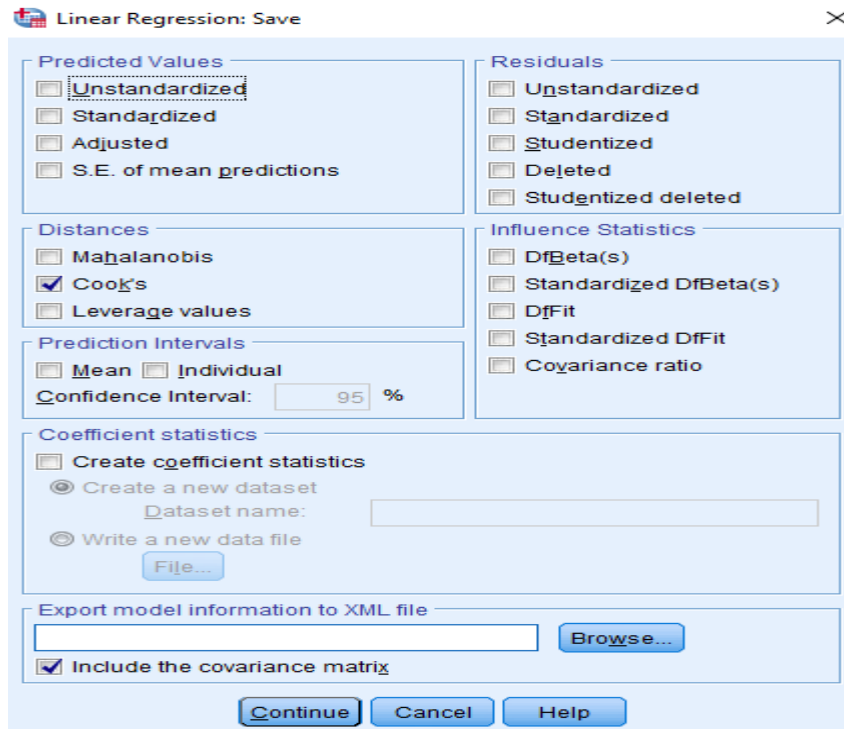 Linear Regression: Save
Predicted Values
Unstandardized
Standardized
Adjusted
S.E. of mean predictions
Residuals
Unstandardized
Standardized
Studentized
Deleted
Studentized deleted
Distances
Mahalanobis
Cook's
Leverage values
Influence Statistics
DfBeta(s)
Standardized DfBeta(s)
DfFit
Standardized DfFit
Covariance ratio
Prediction Intervals
Mean Individual
Confidence Interval: 95 %
Coefficient statistics
Create coefficient statistics
Create a new dataset
Dataset name:
Write a new data file
File...
Export model information to XML file
Browse...
Include the covariance matrix
Continue Cancel Help